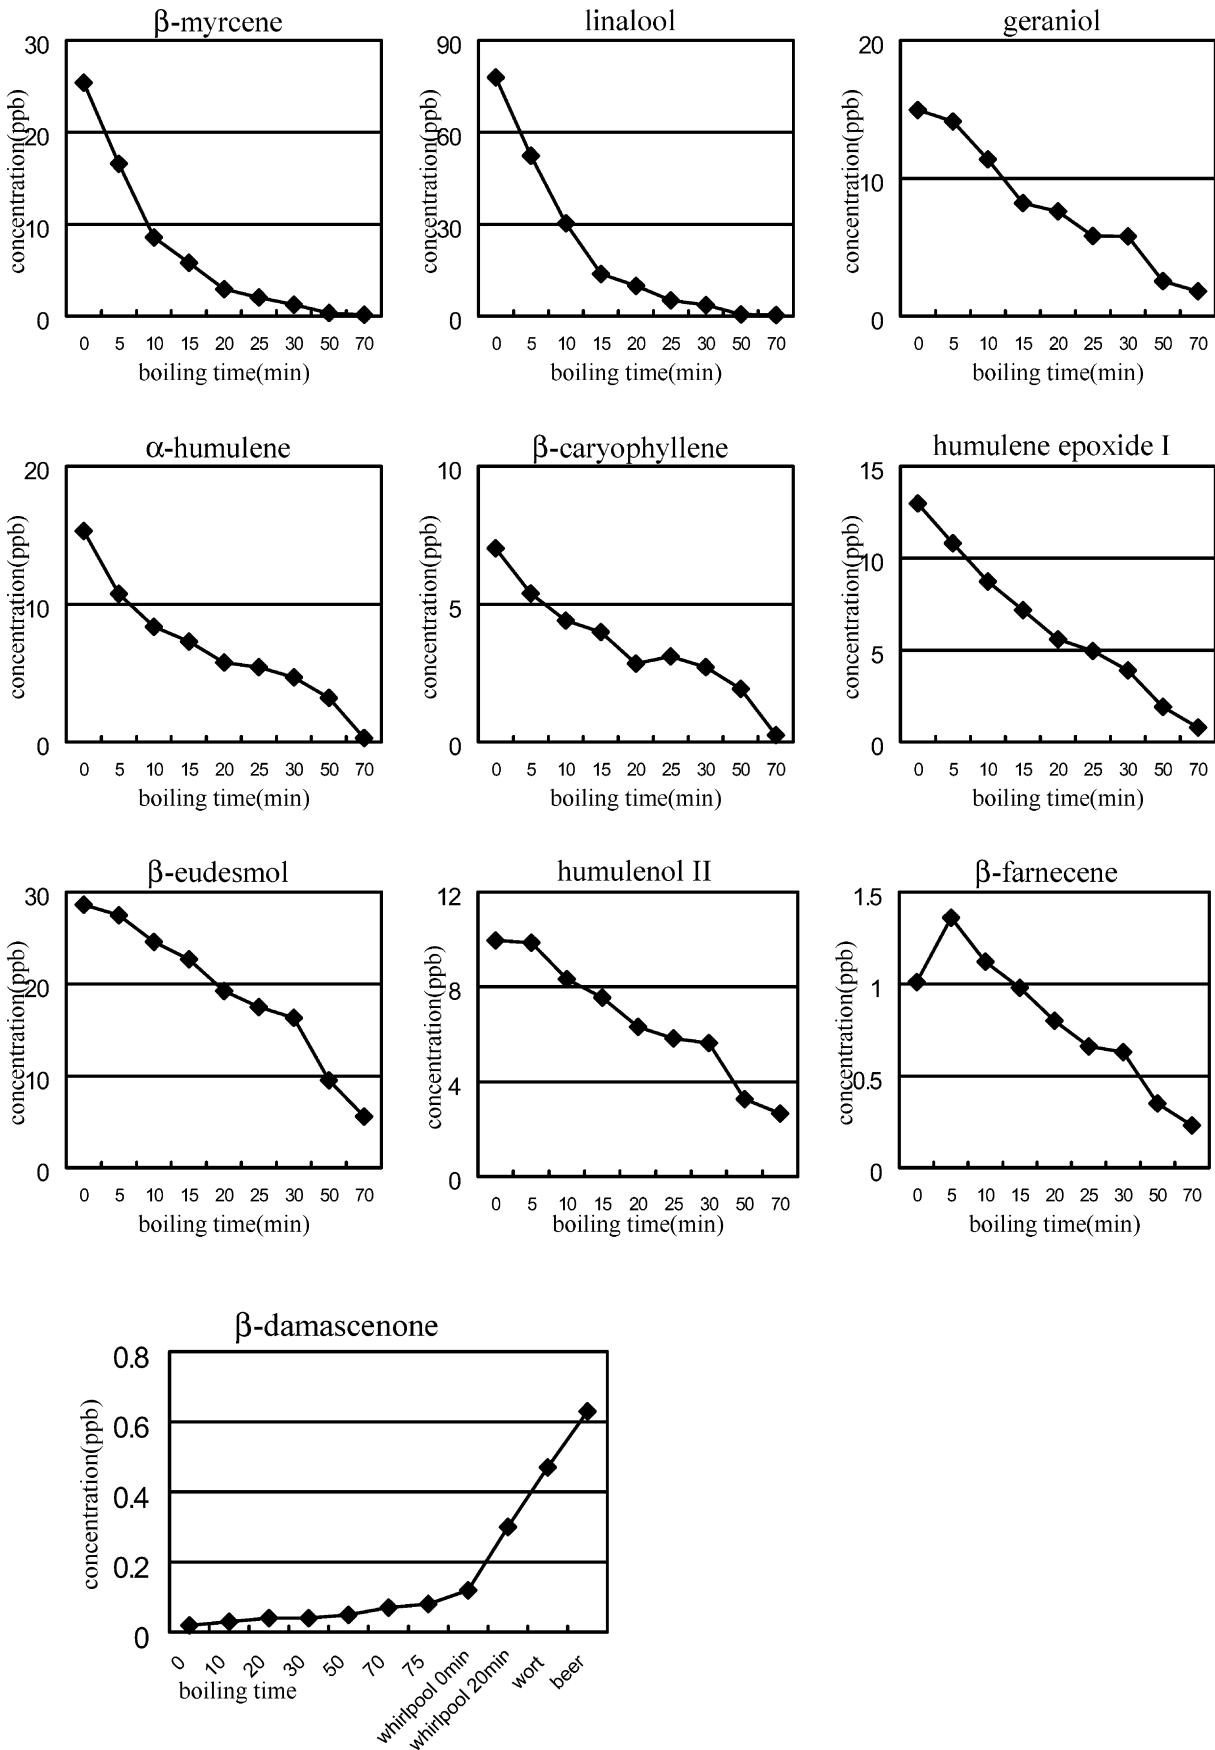 β-myrcene
30
20
10
0
concentration(ppb)
0 5 10 15 20 25 30 50 70
boiling time(min)
linalool
90
60
30
0
concentration(ppb)
0 5 10 15 20 25 30 50 70
boiling time(min)
geraniol
20
10
0
concentration(ppb)
0 5 10 15 20 25 30 50 70
boiling time(min)
α-humulene
20
10
0
concentration(ppb)
0 5 10 15 20 25 30 50 70
boiling time(min)
β-caryophyllene
10
5
0
concentration(ppb)
0 5 10 15 20 25 30 50 70
boiling time(min)
humulene epoxide I
15
10
5
0
concentration(ppb)
0 5 10 15 20 25 30 50 70
boiling time(min)
β-eudesmol
30
20
10
0
concentration(ppb)
0 5 10 15 20 25 30 50 70
boiling time(min)
humulenol II
12
8
4
0
concentration(ppb)
0 5 10 15 20 25 30 50 70
boiling time(min)
β-farnecene
1.5
1
0.5
0
concentration(ppb)
0 5 10 15 20 25 30 50 70
boiling time(min)
β-damascenone
0.8
0.6
0.4
0.2
0
concentration(ppb)
0 10 20 30 50 70 75 whirlpool 0min whirlpool 20min wort beer
boiling time